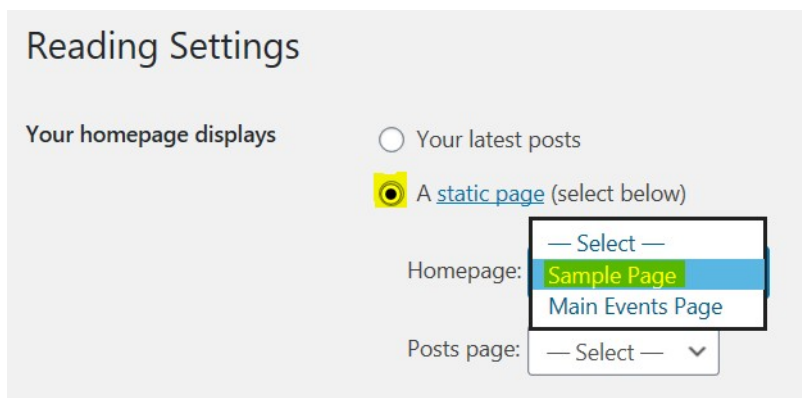 Reading Settings
Your homepage displays
Your latest posts
A static page (select below)
— Select —
Homepage: Sample Page
Main Events Page
Posts page: — Select —